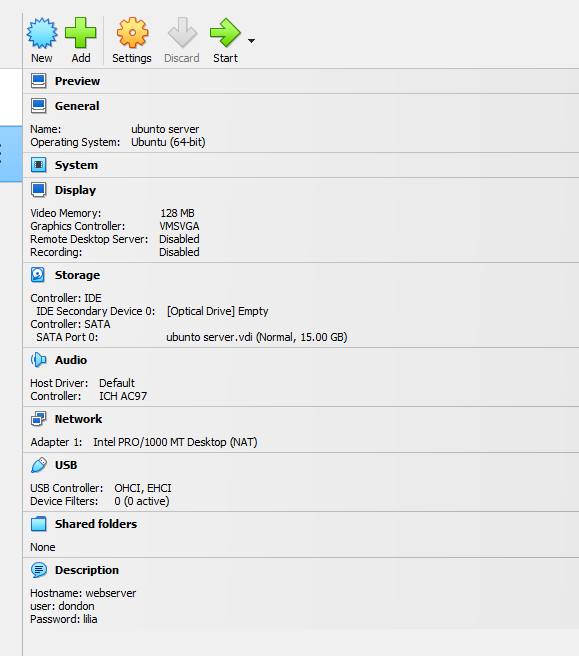 New Add Settings Discard Start
Preview
General
Name: ubunto server
Operating System: Ubuntu (64-bit)
System
Display
Video Memory: 128 MB
Graphics Controller: VMSVGA
Remote Desktop Server: Disabled
Recording: Disabled
Storage
Controller: IDE
IDE Secondary Device 0: [Optical Drive] Empty
Controller: SATA
SATA Port 0: ubunto server.vdi (Normal, 15.00 GB)
Audio
Host Driver: Default
Controller: ICH AC97
Network
Adapter 1: Intel PRO/1000 MT Desktop (NAT)
USB
USB Controller: OHCI, EHCI
Device Filters: 0 (0 active)
Shared folders
None
Description
Hostname: webserver
user: dondon
Password: lilia